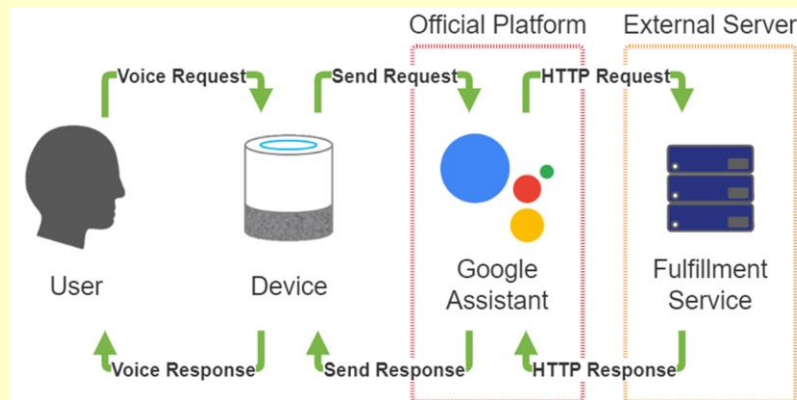 Official Platform
External Server
Voice Request
Send Request
HTTP Request
User
Device
Google
Assistant
Fulfillment
Service
Voice Response
Send Response
HTTP Response